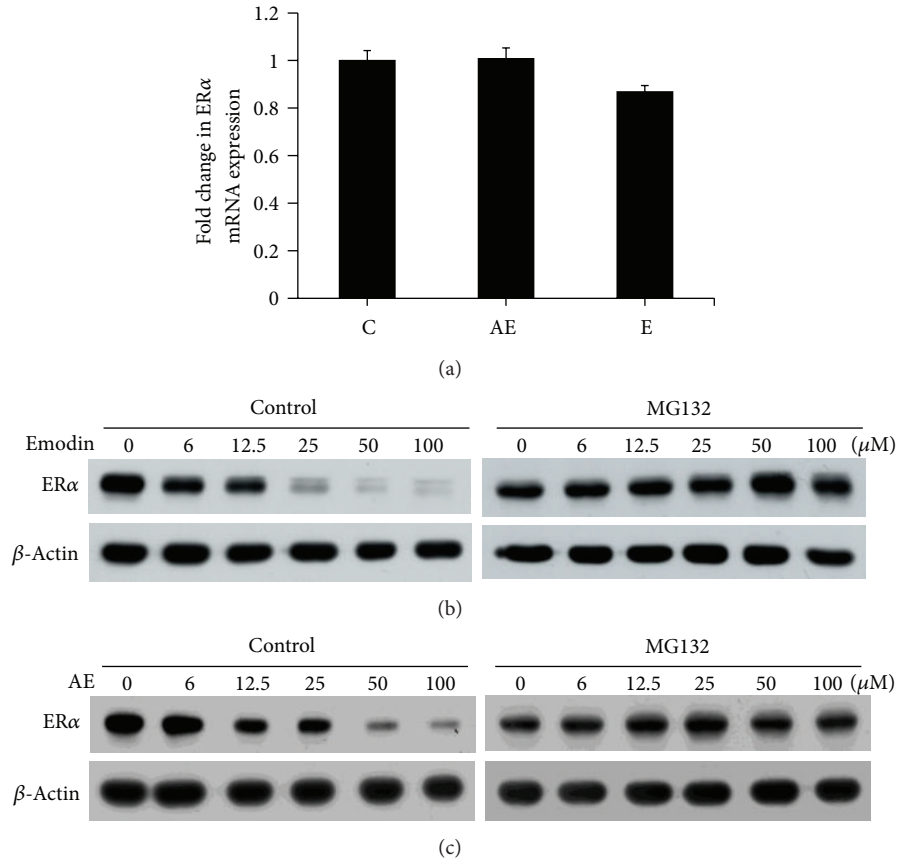 1.2
1
0.8
0.6
0.4
0.2
0
Fold change in ERα
mRNA expression
C AE E
(a)
Control MG132
Emodin 0 6 12.5 25 50 100 0 6 12.5 25 50 100 (μM)
ERα
β-Actin
(b)
Control MG132
AE 0 6 12.5 25 50 100 0 6 12.5 25 50 100 (μM)
ERα
β-Actin
(c)